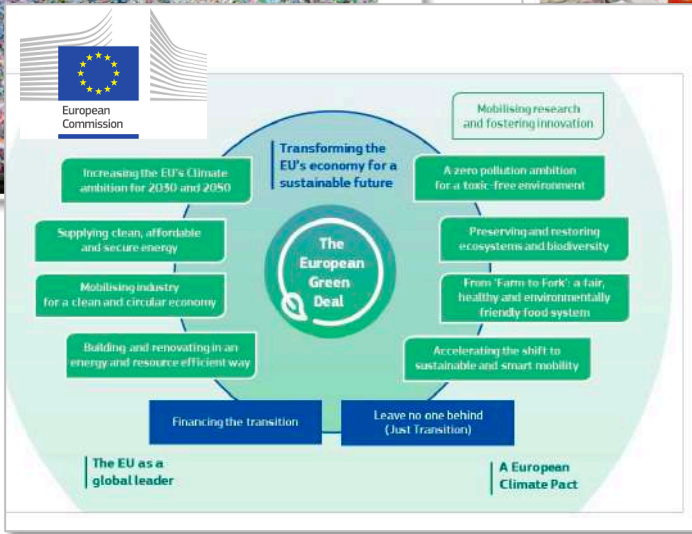 European
Commission
Mobilising research
and fostering innovation
Transforming the
EU's economy for a
sustainable future
Increasing the EU's Climate
ambition for 2030 and 2050
A zero pollution ambition
for a toxic-free environment
Supplying clean, affordable
and secure energy
Preserving and restoring
ecosystems and biodiversity
The
European
Green
Deal
Mobilising industry
for a clean and circular economy
From 'Farm to Fork': a fair,
healthy and environmentally
friendly food system
Building and renovating in an
energy and resource efficient way
Accelerating the shift to
sustainable and smart mobility
Financing the transition
Leave no one behind
(Just Transition)
The EU as a
global leader
A European
Climate Pact